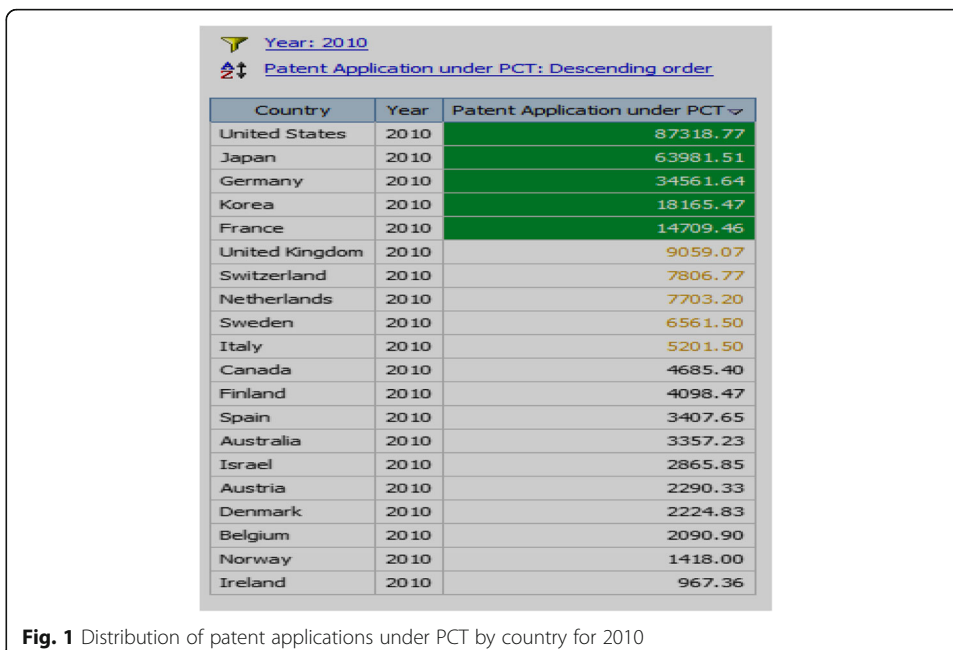 Year: 2010
Patent Application under PCT: Descending order
Country Year Patent Application under PCT
United States 2010 87318.77
Japan 2010 63981.51
Germany 2010 34561.64
Korea 2010 18165.47
France 2010 14709.46
United Kingdom 2010 9059.07
Switzerland 2010 7806.77
Netherlands 2010 7703.20
Sweden 2010 6561.50
Italy 2010 5201.50
Canada 2010 4685.40
Finland 2010 4098.47
Spain 2010 3407.65
Australia 2010 3357.23
Israel 2010 2865.85
Austria 2010 2290.33
Denmark 2010 2224.83
Belgium 2010 2090.90
Norway 2010 1418.00
Ireland 2010 967.36
Fig. 1 Distribution of patent applications under PCT by country for 2010